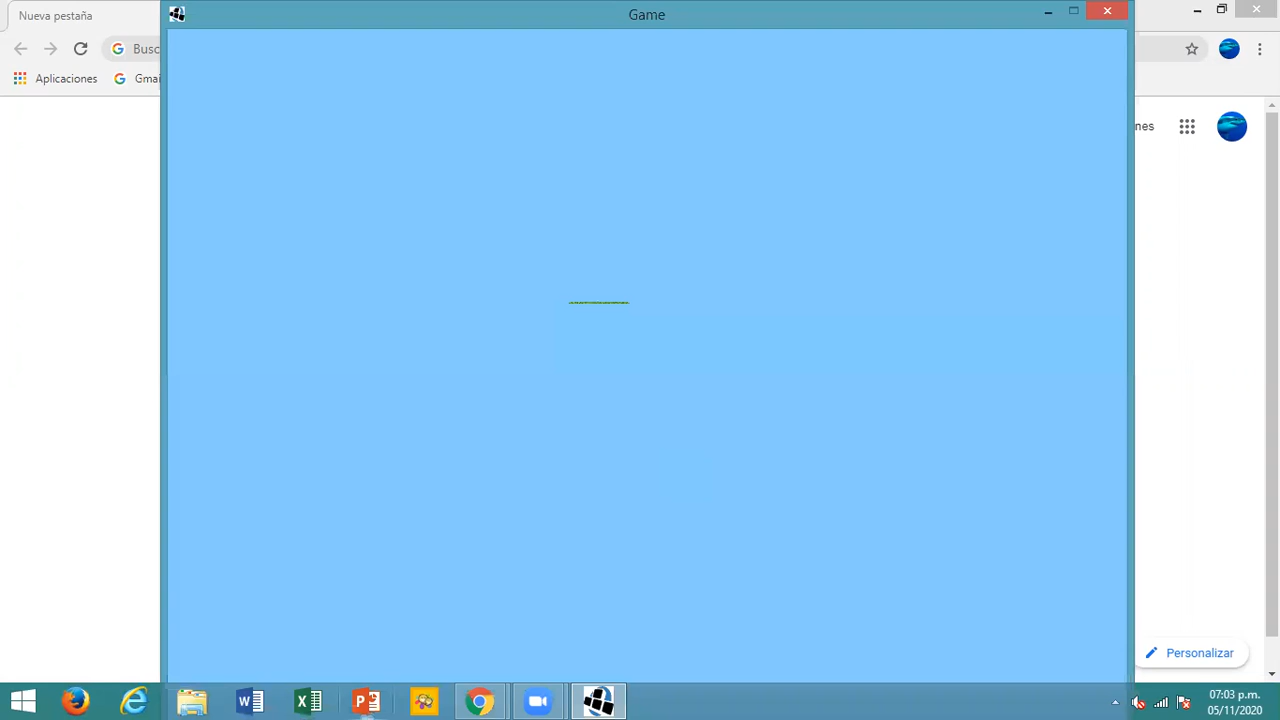 Nueva pestaña
Game
Busc
Aplicaciones
Gmai
nes
Personalizar
07:03 p.m.
05/11/2020